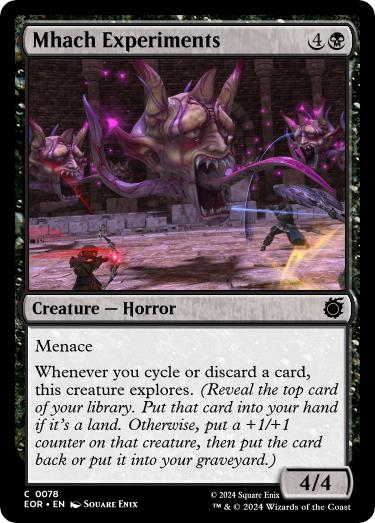 Mhach Experiments 4
Creature — Horror
Menace
Whenever you cycle or discard a card,
this creature explores. (Reveal the top card
of your library. Put that card into your hand
if it's a land. Otherwise, put a +1/+1
counter on that creature, then put the card
back or put it into your graveyard.)
4/4
C 0078
EOR • EN Square Enix
© 2024 Square Enix
™ & © 2024 Wizards of the Coast